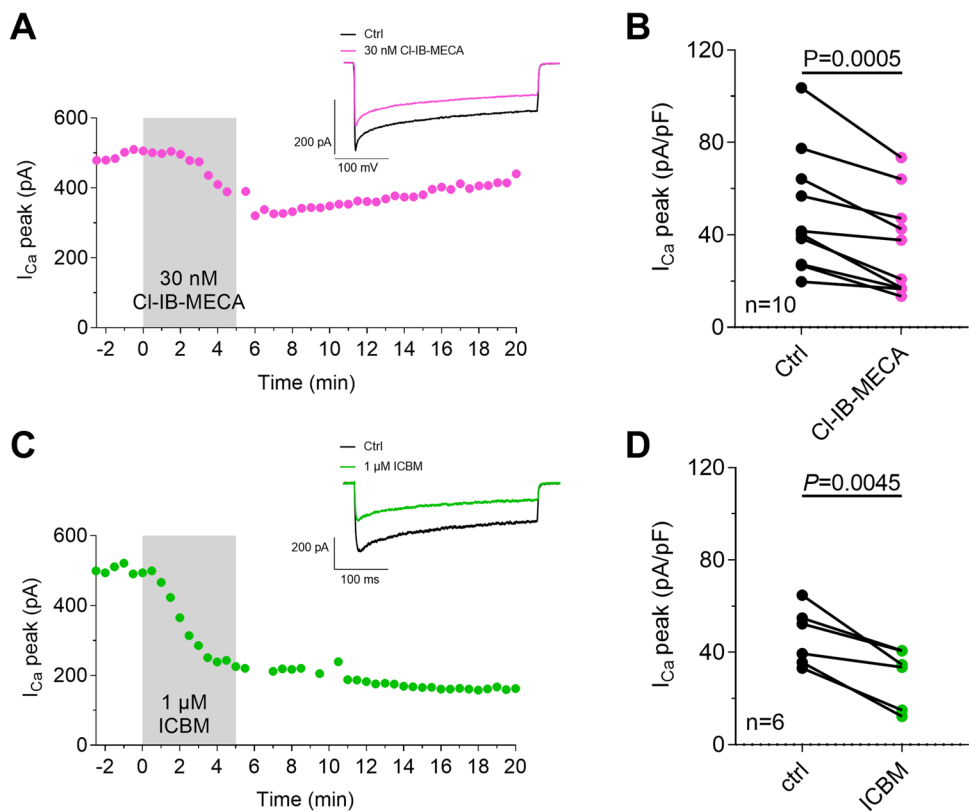 A
Ctrl
30 nM Cl-IB-MECA
200 pA
100 mV
I_Ca peak (pA)
600
400
200
0
30 nM
Cl-IB-MECA
-2 0 2 4 6 8 10 12 14 16 18 20
Time (min)
B
P=0.0005
I_Ca peak (pA/pF)
120
80
40
0
n=10
Ctrl
Cl-IB-MECA
C
Ctrl
1 µM ICBM
200 pA
100 ms
I_Ca peak (pA)
600
400
200
0
1 µM
ICBM
-2 0 2 4 6 8 10 12 14 16 18 20
Time (min)
D
P=0.0045
I_Ca peak (pA/pF)
120
80
40
0
n=6
ctrl
ICBM